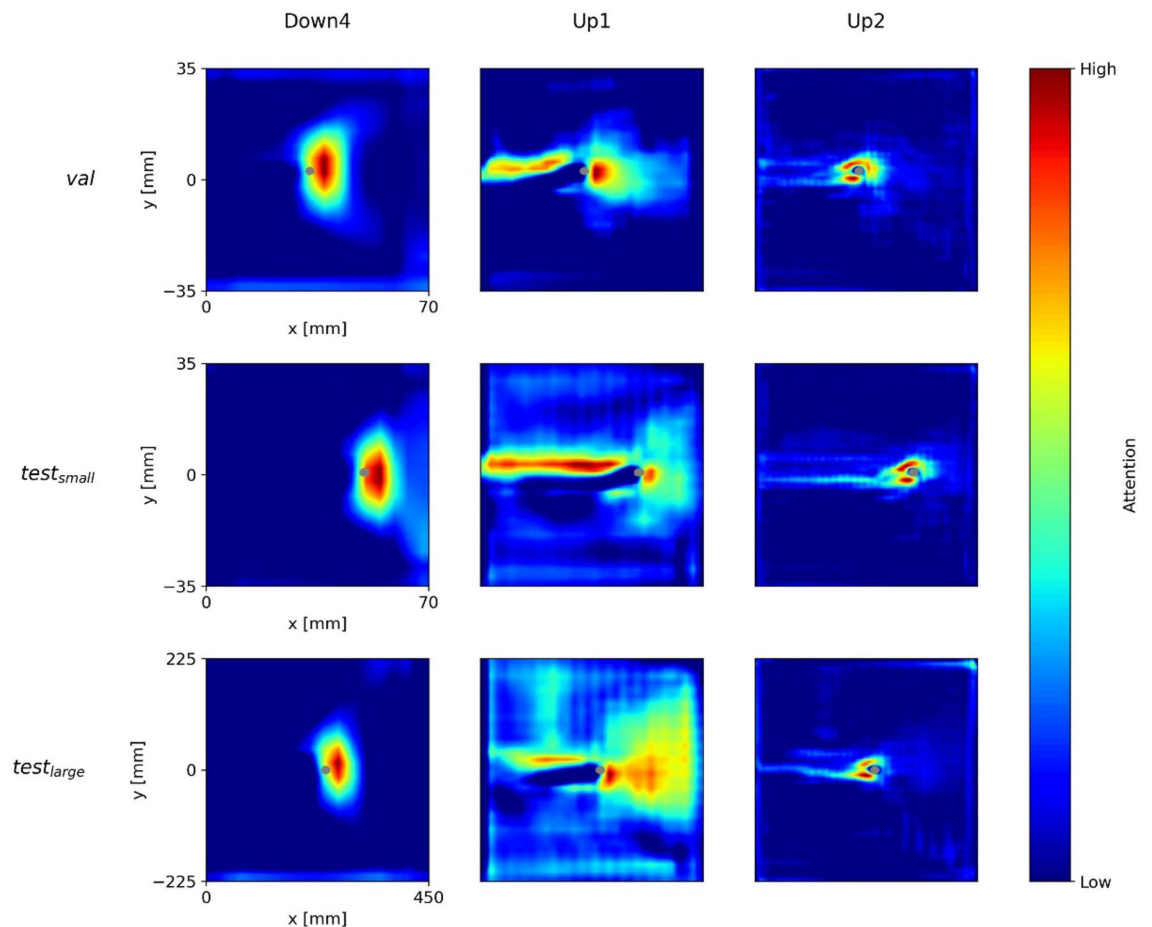 Down4 Up1 Up2
35 High
val y [mm] 0
−35
0 70
x [mm]
35
test_small y [mm] 0 Attention
−35
0 70
x [mm]
225
test_large y [mm] 0
−225 Low
0 450
x [mm]